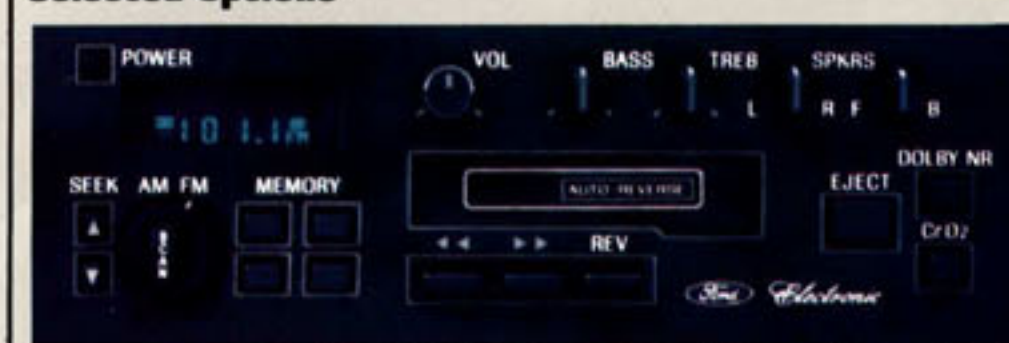 Selected Options
POWER VOL BASS TREB SPKRS
L R F B
101.1
DOLBY NR
SEEK AM FM MEMORY EJECT
AUTO REVERSE
CrO2
REV
Ford Electronic